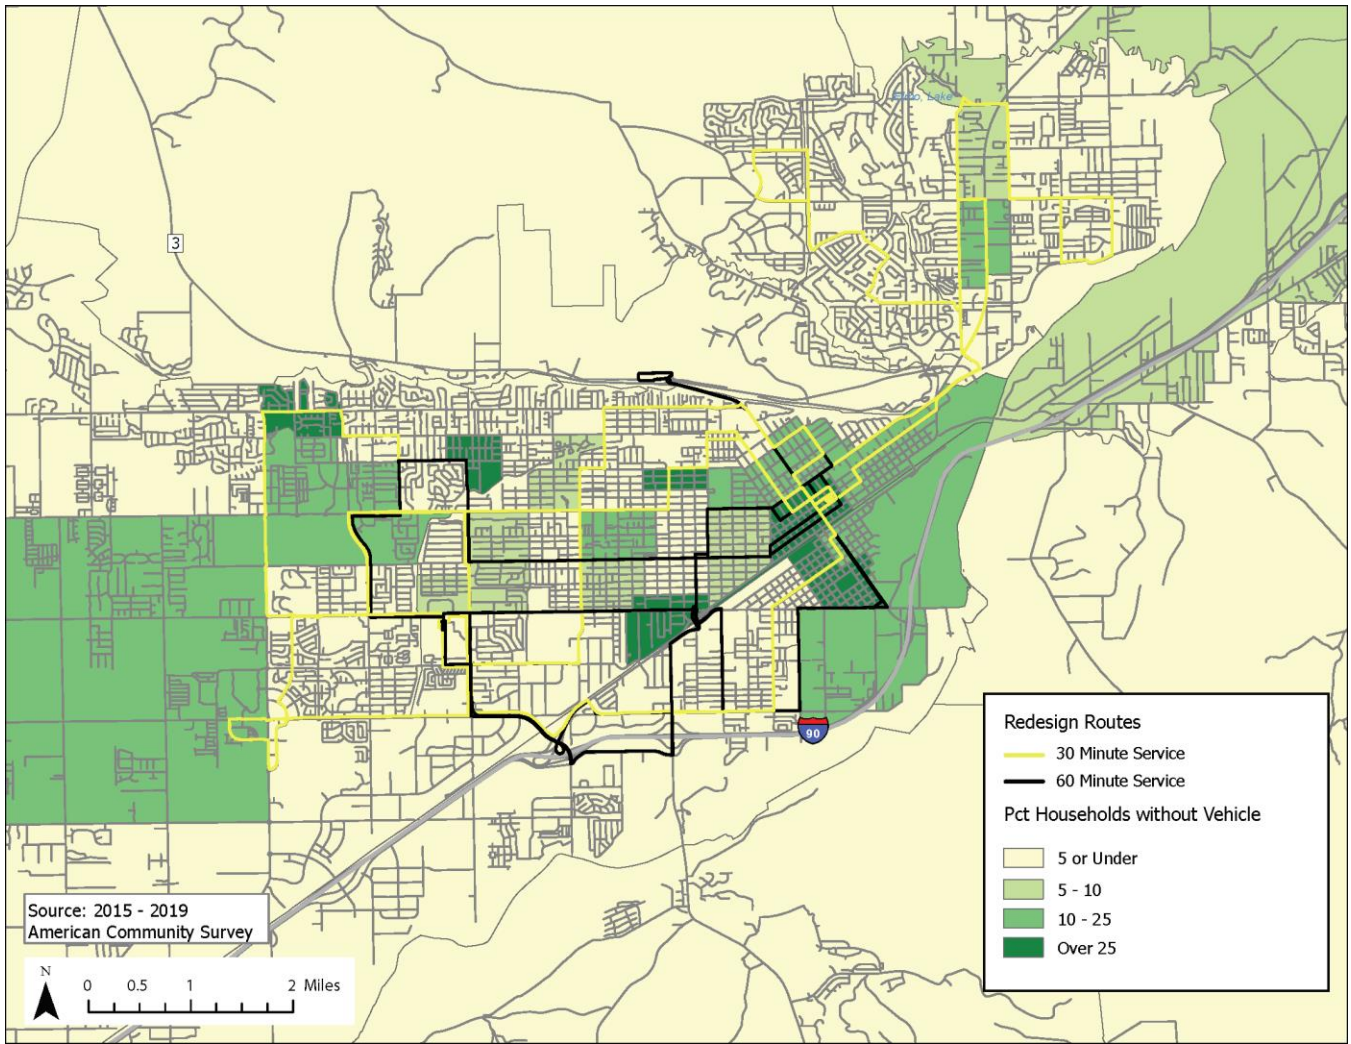 Lake
3
90
Redesign Routes
30 Minute Service
60 Minute Service
Pct Households without Vehicle
5 or Under
5 - 10
10 - 25
Over 25
Source: 2015 - 2019
American Community Survey
N
0 0.5 1 2 Miles